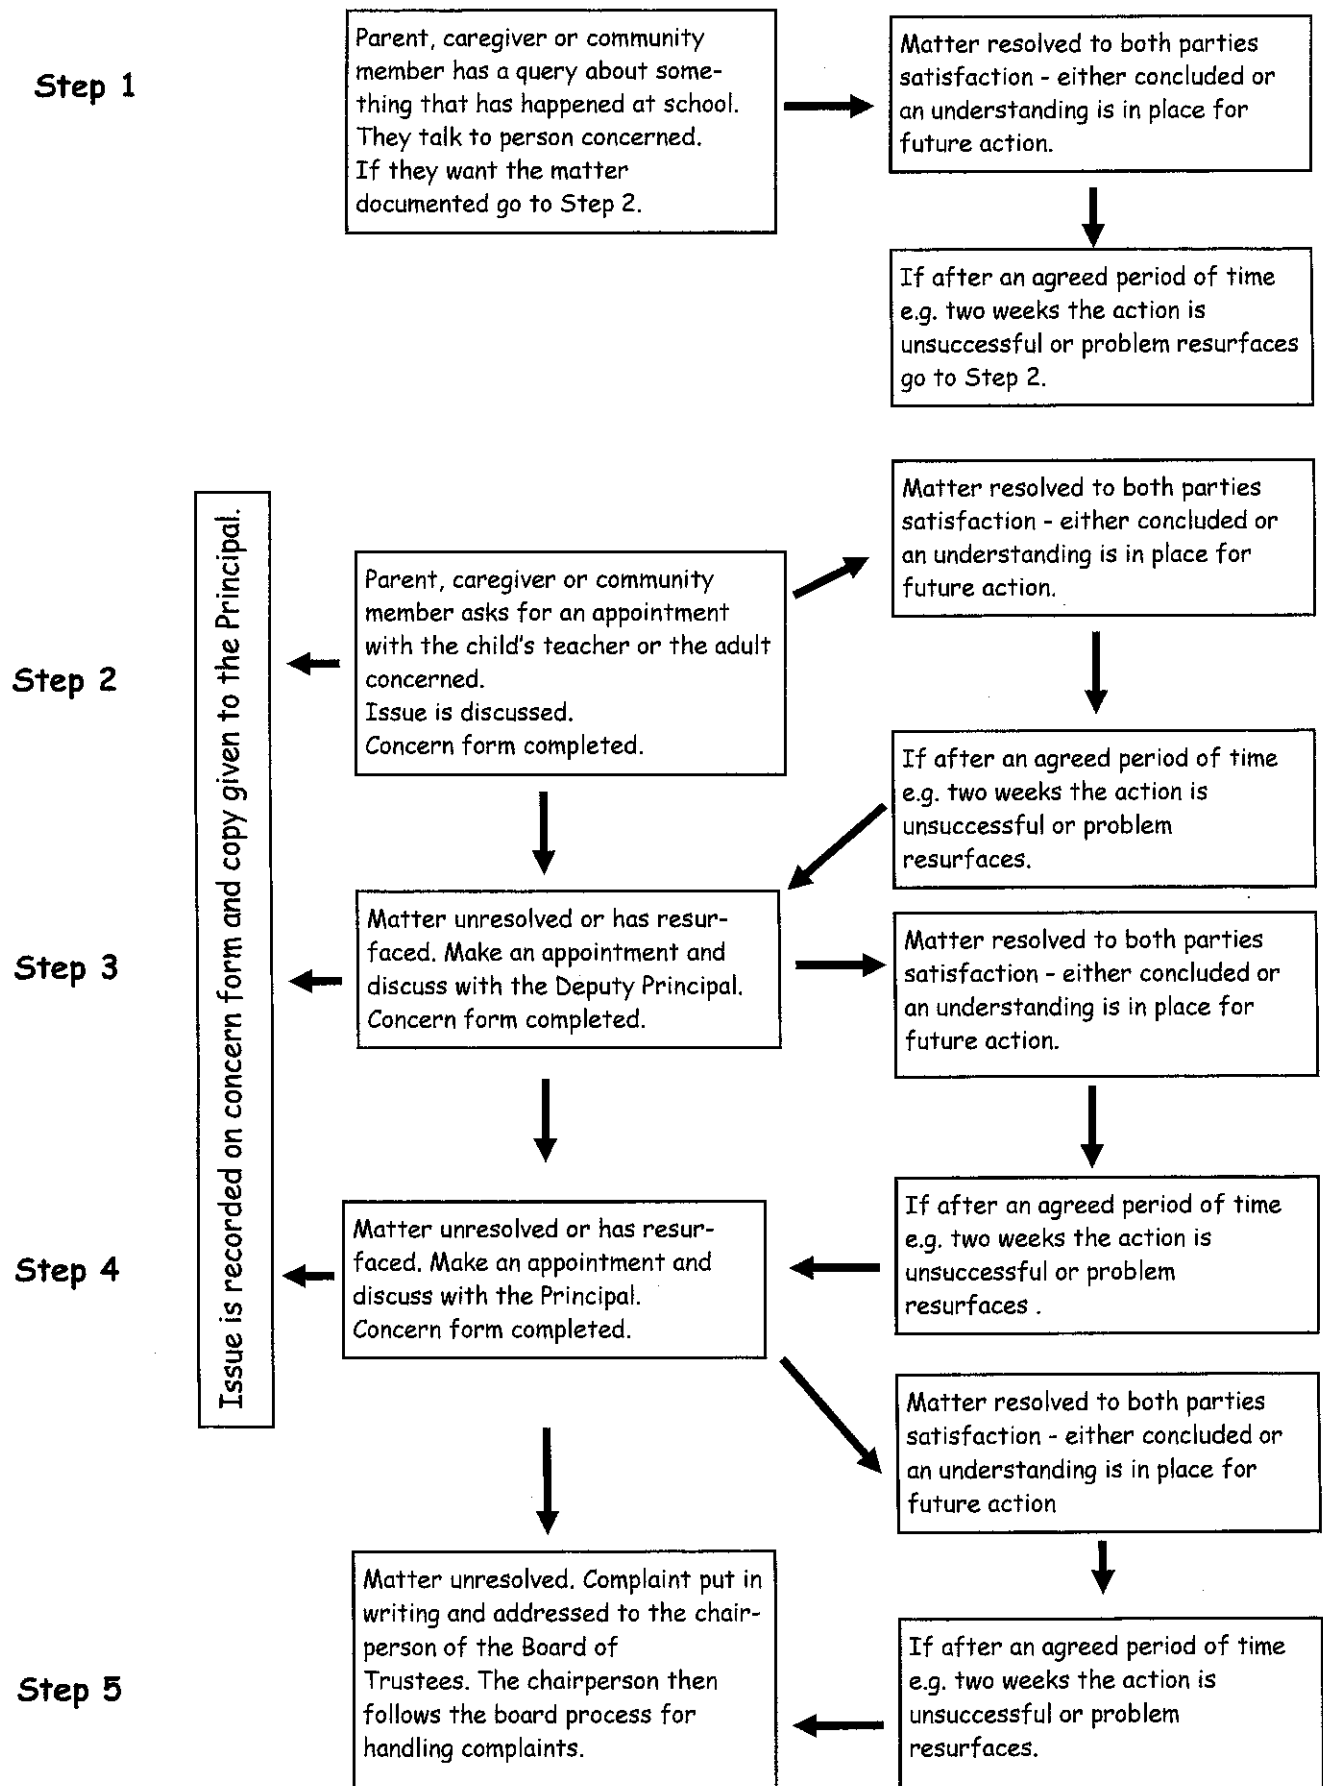 Step 1
Parent, caregiver or community
member has a query about some-
thing that has happened at school.
They talk to person concerned.
If they want the matter
documented go to Step 2.
Matter resolved to both parties
satisfaction - either concluded or
an understanding is in place for
future action.
If after an agreed period of time
e.g. two weeks the action is
unsuccessful or problem resurfaces
go to Step 2.
Issue is recorded on concern form and copy given to the Principal.
Step 2
Parent, caregiver or community
member asks for an appointment
with the child's teacher or the adult
concerned.
Issue is discussed.
Concern form completed.
Matter resolved to both parties
satisfaction - either concluded or
an understanding is in place for
future action.
If after an agreed period of time
e.g. two weeks the action is
unsuccessful or problem
resurfaces.
Step 3
Matter unresolved or has resur-
faced. Make an appointment and
discuss with the Deputy Principal.
Concern form completed.
Matter resolved to both parties
satisfaction - either concluded or
an understanding is in place for
future action.
Step 4
Matter unresolved or has resur-
faced. Make an appointment and
discuss with the Principal.
Concern form completed.
If after an agreed period of time
e.g. two weeks the action is
unsuccessful or problem
resurfaces .
Matter resolved to both parties
satisfaction - either concluded or
an understanding is in place for
future action
Step 5
Matter unresolved. Complaint put in
writing and addressed to the chair-
person of the Board of
Trustees. The chairperson then
follows the board process for
handling complaints.
If after an agreed period of time
e.g. two weeks the action is
unsuccessful or problem
resurfaces.